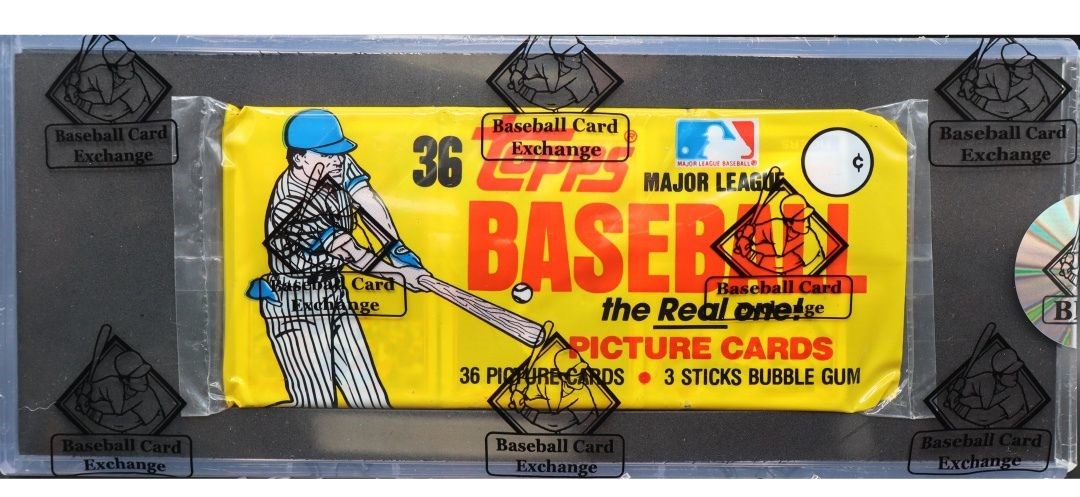 Baseball Card
Exchange
Baseball Card
Exchange
Baseball Card
Exchange
36 Topps®
MAJOR LEAGUE BASEBALL®
¢
MAJOR LEAGUE
BASEBALL
the Real one!
PICTURE CARDS
36 PICTURE CARDS • 3 STICKS BUBBLE GUM
Baseball Card
Exchange
Baseball Card
Exchange
B
Baseball Card
Exchange
Baseball Card
Exchange
Baseball Card
Exchange